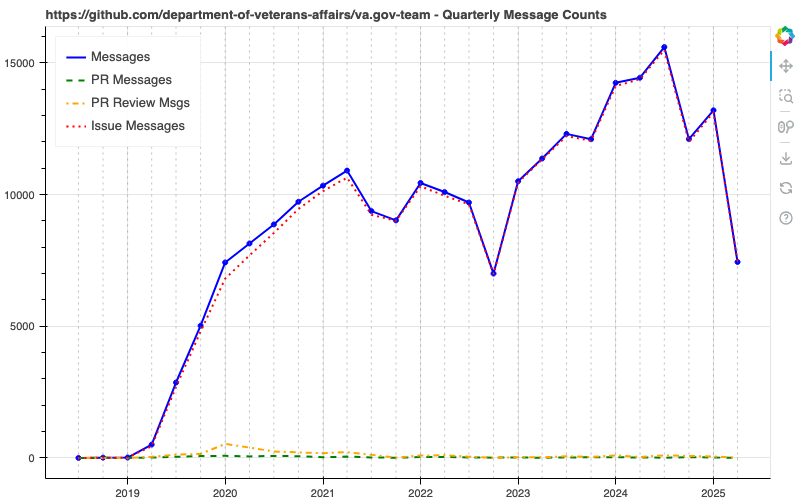 https://github.com/department-of-veterans-affairs/va.gov-team - Quarterly Message Counts
Messages
PR Messages
PR Review Msgs
Issue Messages
15000
10000
5000
0
2019 2020 2021 2022 2023 2024 2025